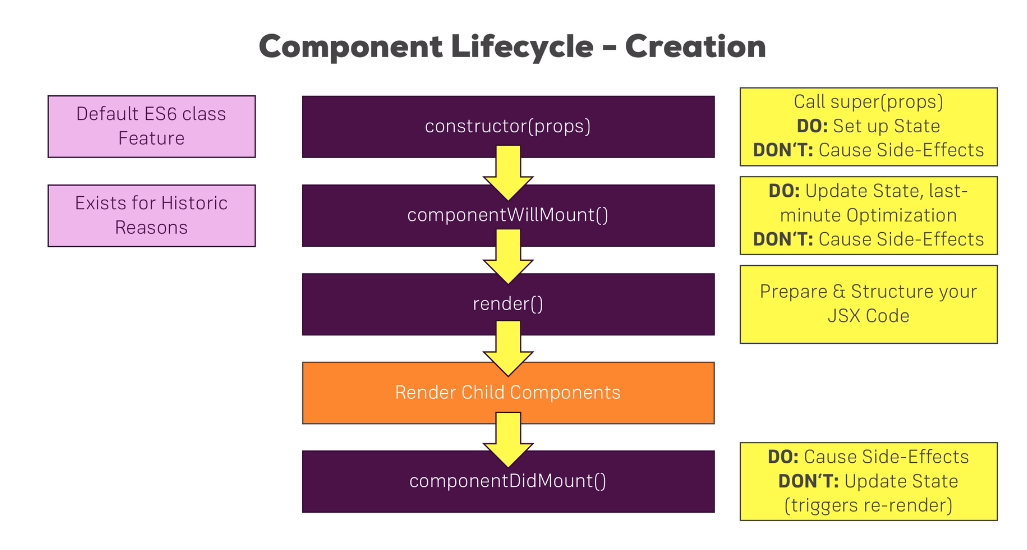 Component Lifecycle – Creation
Default ES6 class
Feature
constructor(props)
Call super(props)
DO: Set up State
DON‘T: Cause Side-Effects
Exists for Historic
Reasons
componentWillMount()
DO: Update State, last-
minute Optimization
DON‘T: Cause Side-Effects
render()
Prepare & Structure your
JSX Code
Render Child Components
componentDidMount()
DO: Cause Side-Effects
DON‘T: Update State
(triggers re-render)